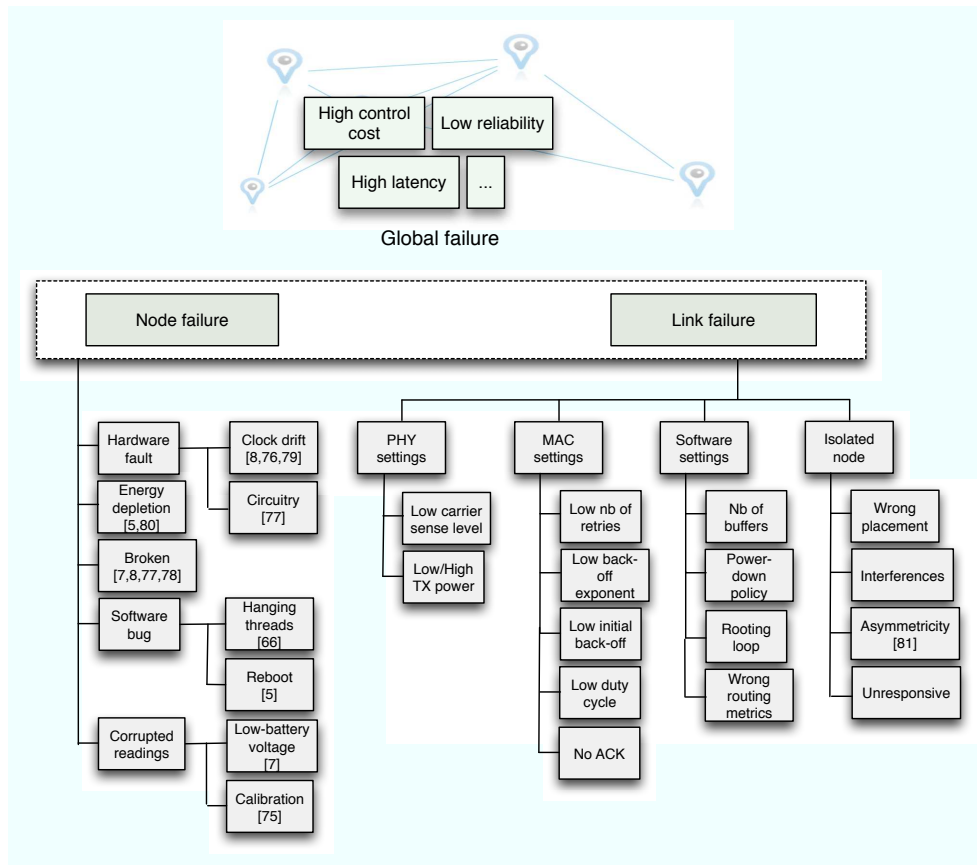 High control
cost
Low reliability
High latency
...
Global failure
Node failure
Link failure
Hardware
fault
Clock drift
[8,76,79]
Circuitry
[77]
Energy
depletion
[5,80]
Broken
[7,8,77,78]
Software
bug
Hanging
threads
[66]
Reboot
[5]
Corrupted
readings
Low-battery
voltage
[7]
Calibration
[75]
PHY
settings
Low carrier
sense level
Low/High
TX power
MAC
settings
Low nb of
retries
Low back-
off
exponent
Low initial
back-off
Low duty
cycle
No ACK
Software
settings
Nb of
buffers
Power-
down
policy
Rooting
loop
Wrong
routing
metrics
Isolated
node
Wrong
placement
Interferences
Asymmetricity
[81]
Unresponsive